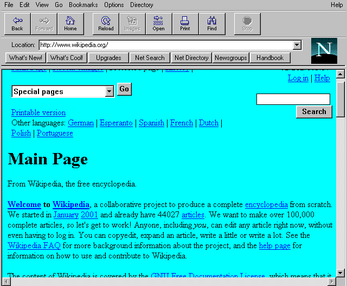 File Edit View Go Bookmarks Options Directory Help
Back Forward Home Reload Images Open Print Find Stop
Location: http://www.wikipedia.org/
What's New! What's Cool! Upgrades Net Search Net Directory Newsgroups Handbook
N
Log in | Help
Special pages Go
Printable version
Search
Other languages: German | Esperanto | Spanish | French | Dutch |
Polish | Portuguese
Main Page
From Wikipedia, the free encyclopedia.
Welcome to Wikipedia, a collaborative project to produce a complete encyclopedia from scratch.
We started in January 2001 and already have 44027 articles. We want to make over 100,000
complete articles, so let's get to work! Anyone, including you, can edit any article right now, without
even having to log in. You can copyedit, expand an article, write a little or write a lot. See the
Wikipedia FAQ for more background information about the project, and the help page for
information on how to use and contribute to Wikipedia.
The content of Wikipedia is covered by the GNU Free Documentation License, which means that it